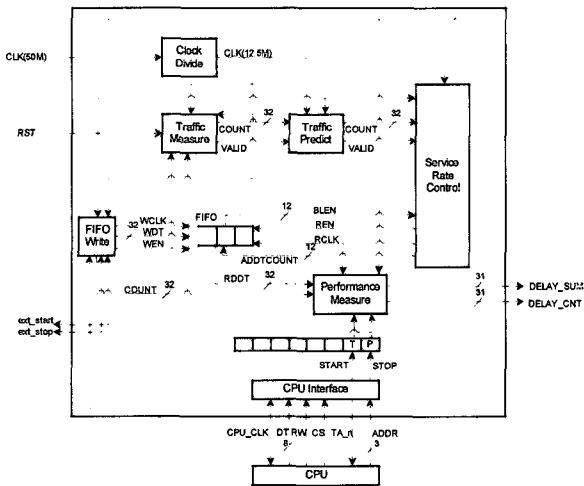 CLK(50M)
Clock
Divide
CLK(12.5M)
RST
Traffic
Measure
32
COUNT
VALID
Traffic
Predict
32
COUNT
VALID
Service
Rate
Control
FIFO
Write
32
WCLK
WDT
WEN
FIFO
12
BLEN
REN
RCLK
ADDTCOUNT
12
COUNT
32
RDDT
32
Performance
Measure
31
DELAY_SUM
31
DELAY_CNT
ext_start
ext_stop
T P
START STOP
CPU Interface
CPU_CLK DT RW CS TA_n ADDR
8 3
CPU